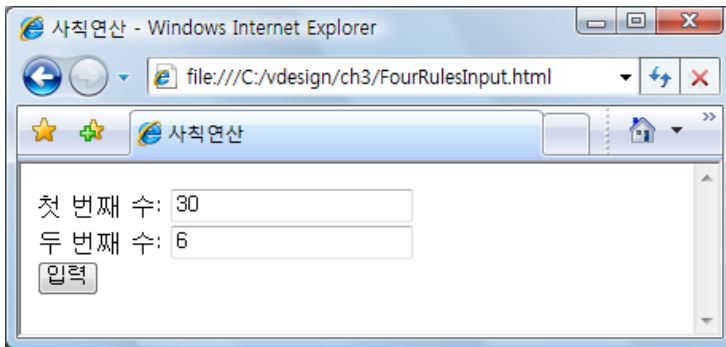 사칙연산 - Windows Internet Explorer
file:///C:/vdesign/ch3/FourRulesInput.html
사칙연산
첫 번째 수: 30
두 번째 수: 6
입력